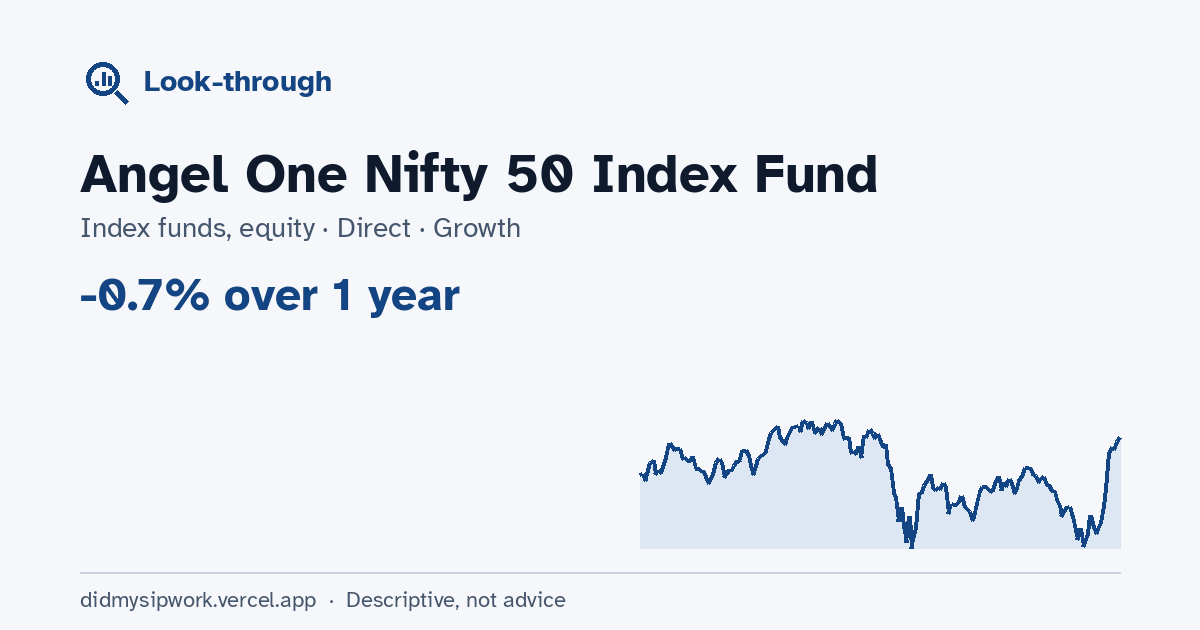 Look-through
Angel One Nifty 50 Index Fund
Index funds, equity · Direct · Growth
-0.7% over 1 year
didmysipwork.vercel.app · Descriptive, not advice